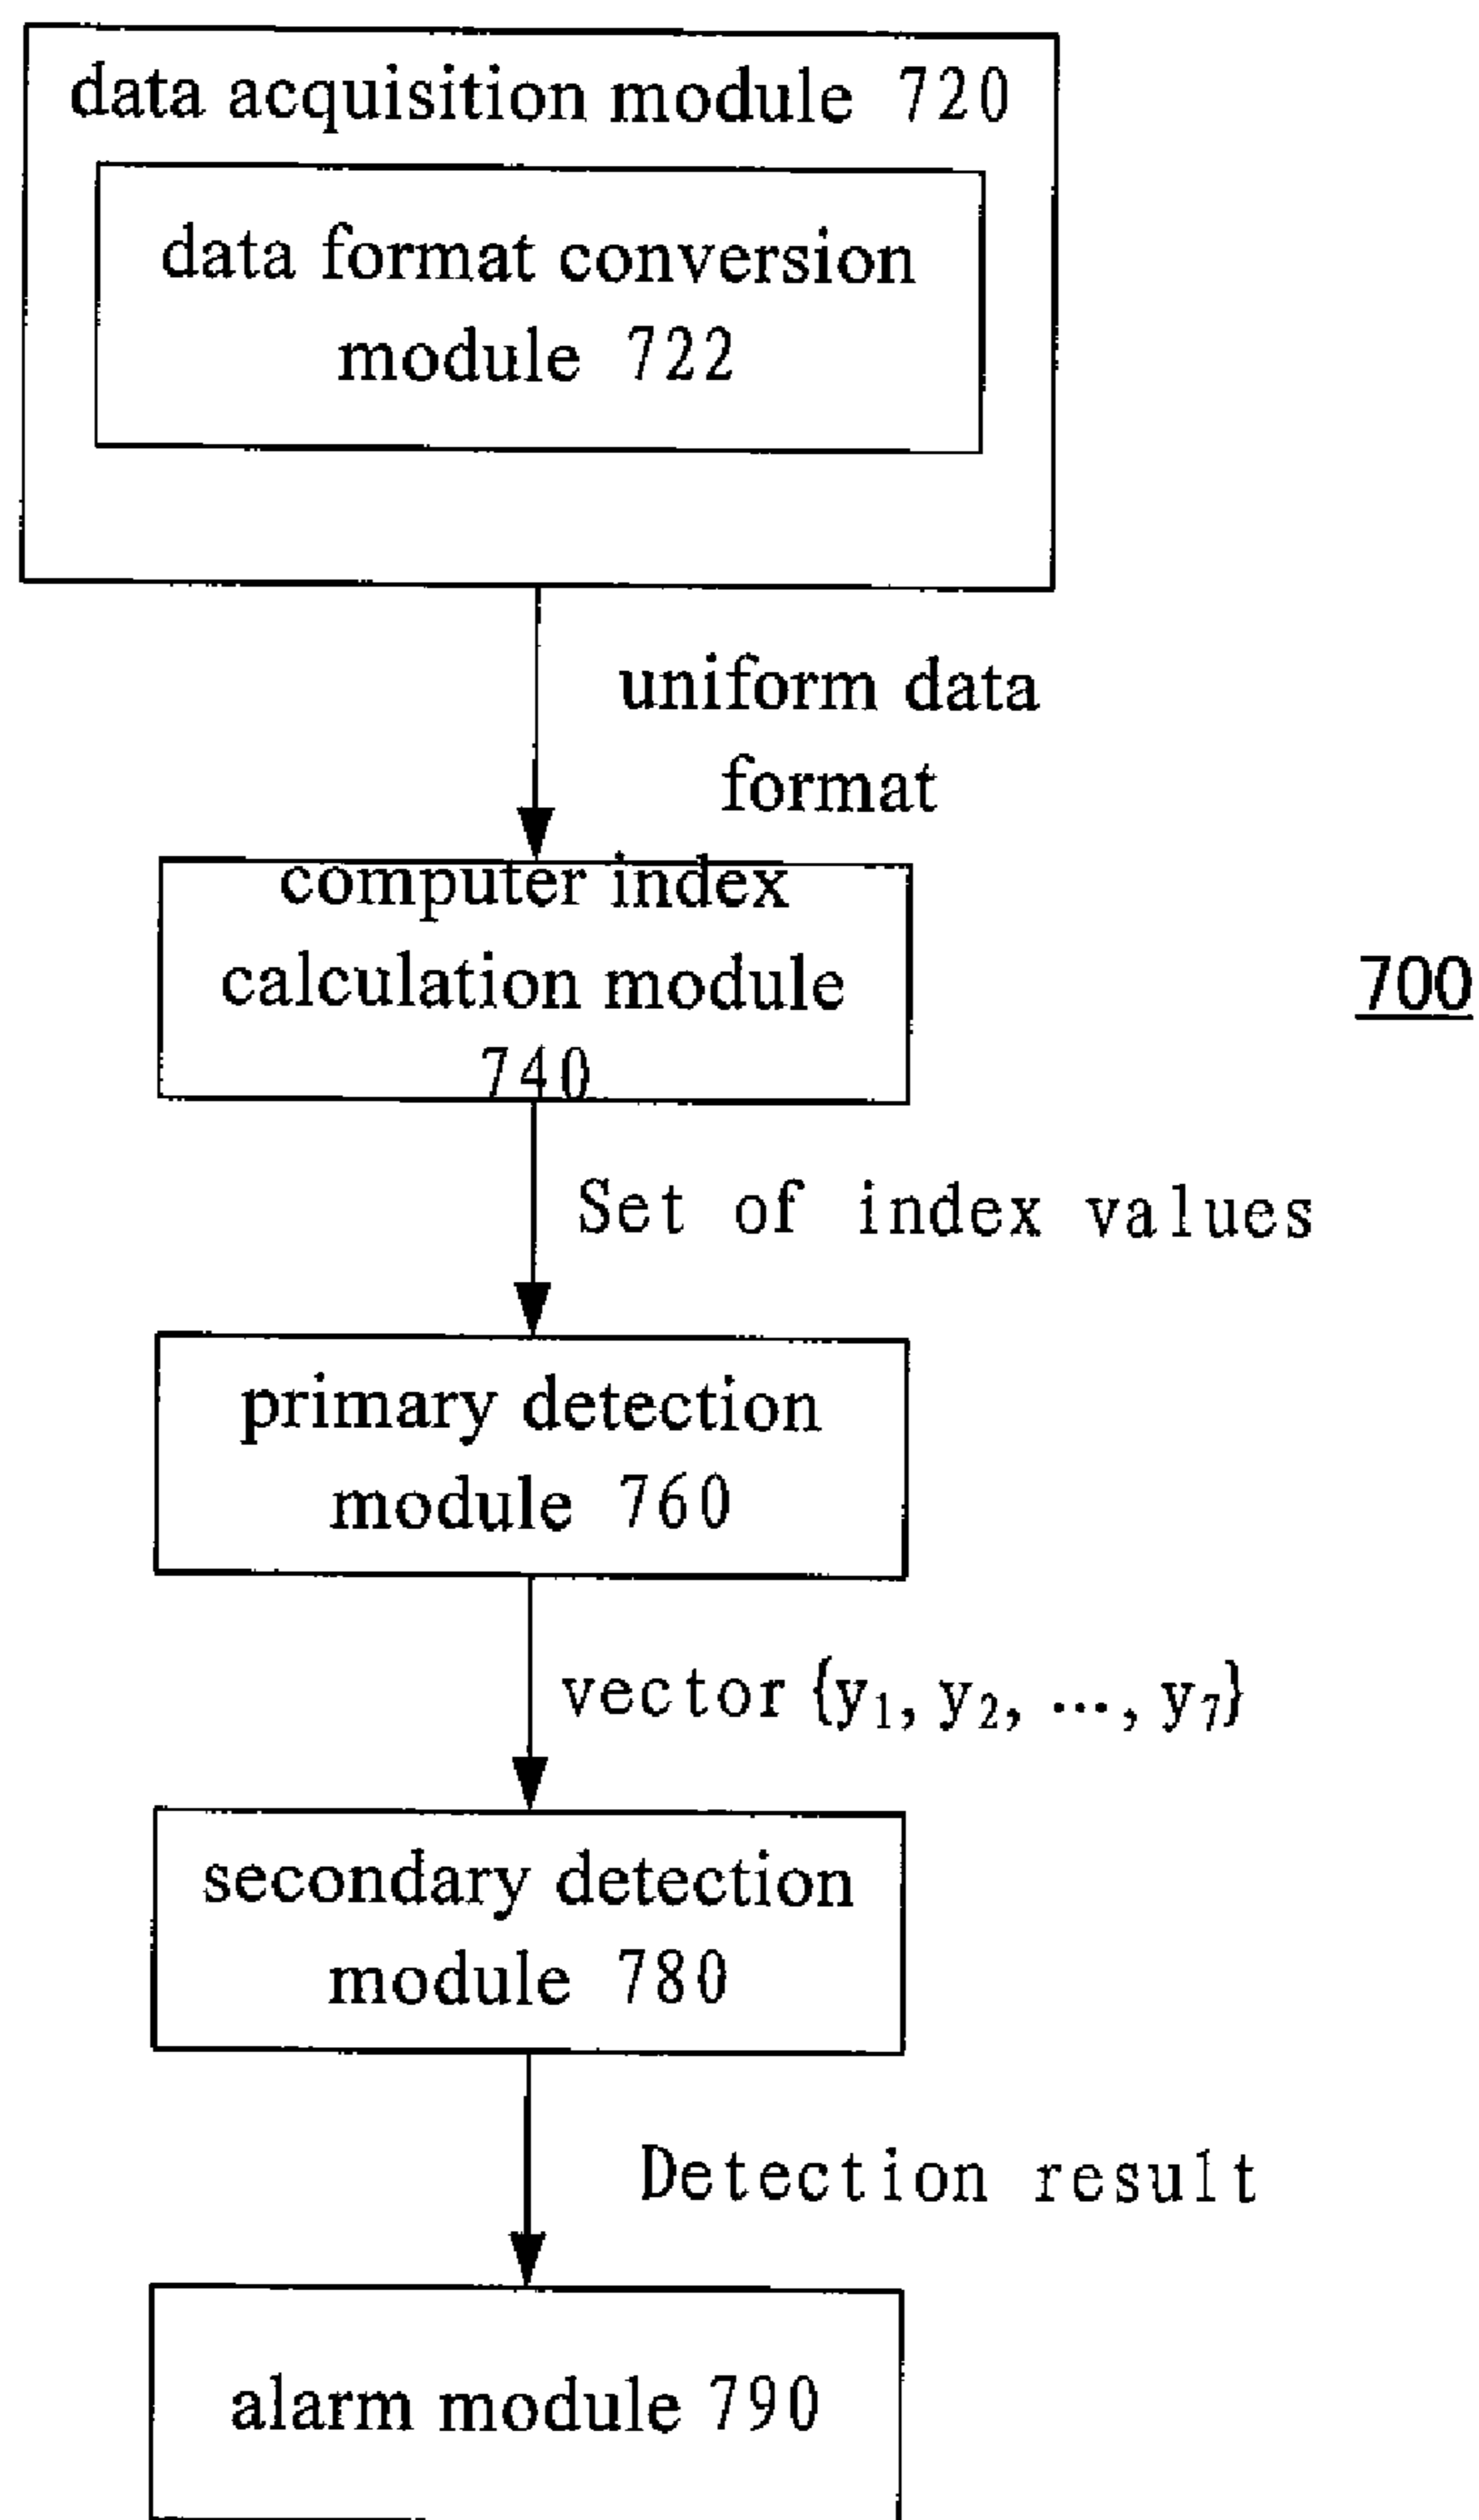 data acquisition module 720
data format conversion
module 722
uniform data
format
computer index
calculation module
740
700
Set of index values
primary detection
module 760
vector {y₁, y₂, ..., y₇}
secondary detection
module 780
Detection result
alarm module 790